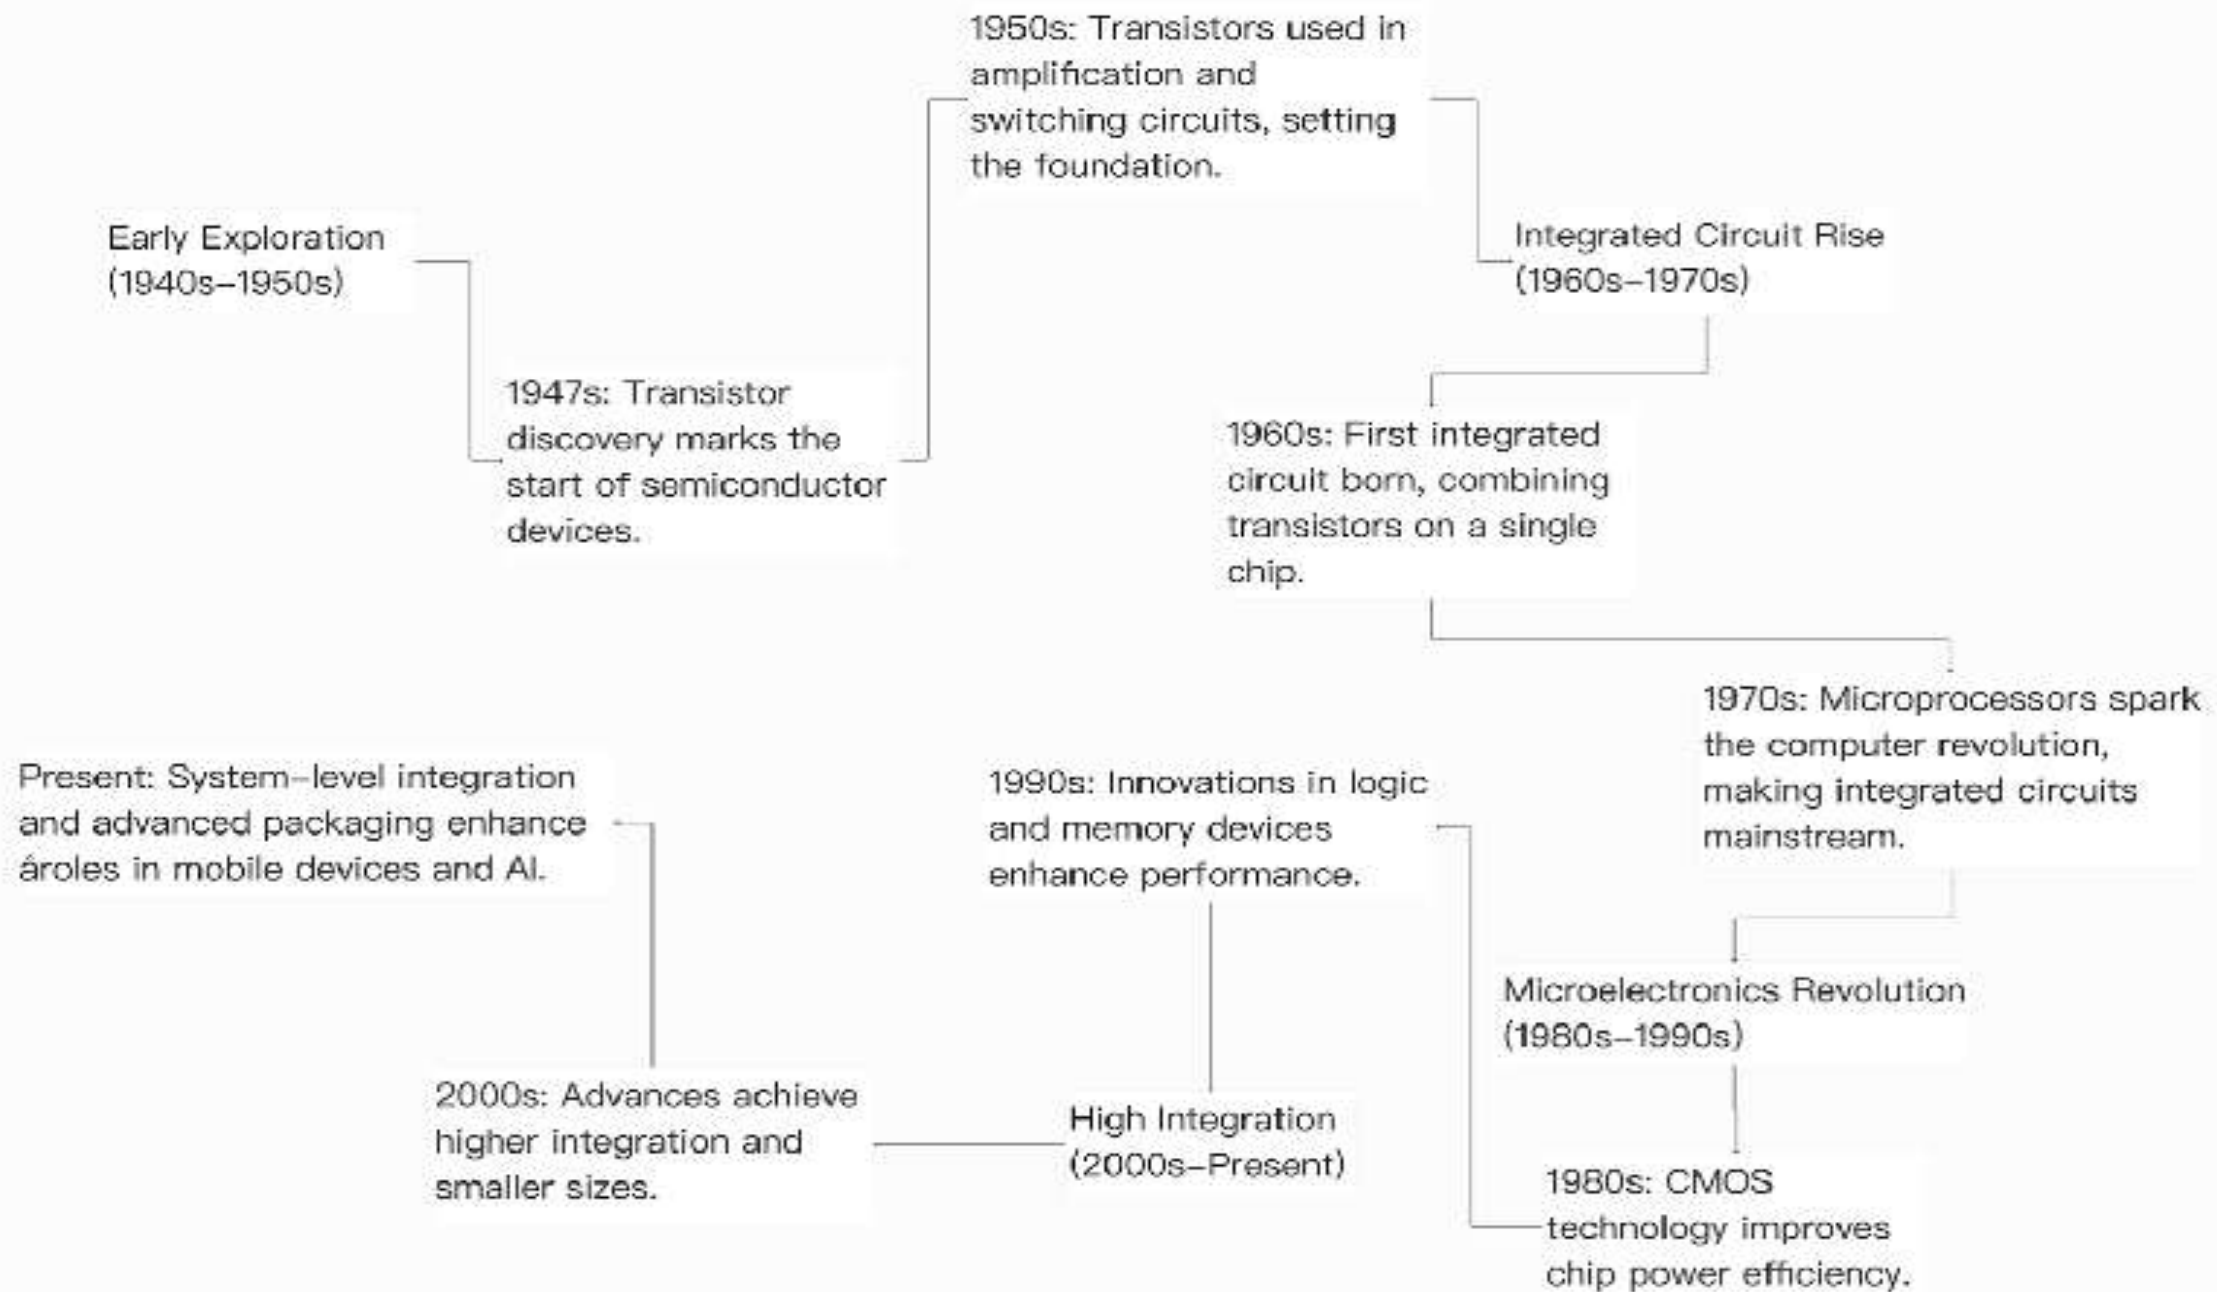 Early Exploration
(1940s–1950s)
1947s: Transistor
discovery marks the
start of semiconductor
devices.
1950s: Transistors used in
amplification and
switching circuits, setting
the foundation.
Integrated Circuit Rise
(1960s–1970s)
1960s: First integrated
circuit born, combining
transistors on a single
chip.
1970s: Microprocessors spark
the computer revolution,
making integrated circuits
mainstream.
Microelectronics Revolution
(1980s–1990s)
1980s: CMOS
technology improves
chip power efficiency.
1990s: Innovations in logic
and memory devices
enhance performance.
High Integration
(2000s–Present)
2000s: Advances achieve
higher integration and
smaller sizes.
Present: System–level integration
and advanced packaging enhance
âroles in mobile devices and AI.